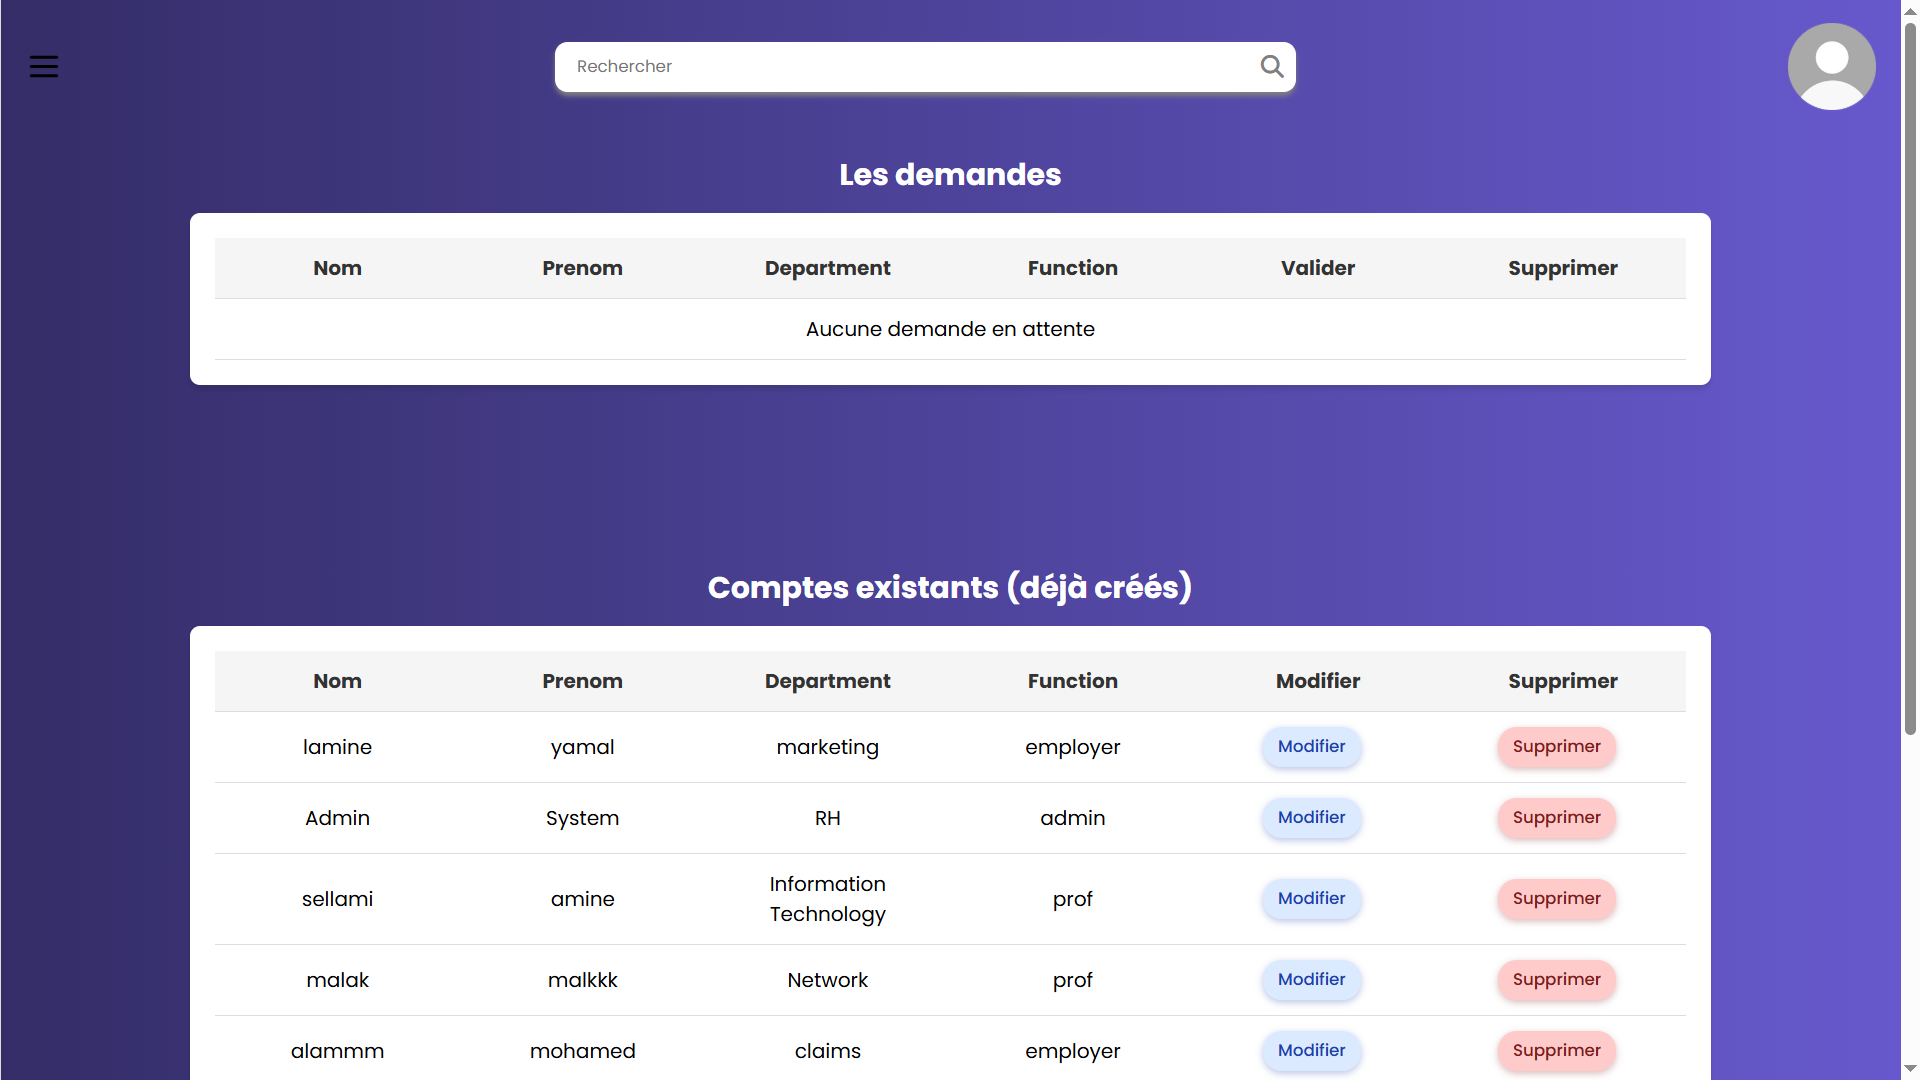 Rechercher
Les demandes
Nom Prenom Department Function Valider Supprimer
Aucune demande en attente
Comptes existants (déjà créés)
Nom Prenom Department Function Modifier Supprimer
lamine yamal marketing employer Modifier Supprimer
Admin System RH admin Modifier Supprimer
sellami amine Information Technology prof Modifier Supprimer
malak malkkk Network prof Modifier Supprimer
alammm mohamed claims employer Modifier Supprimer